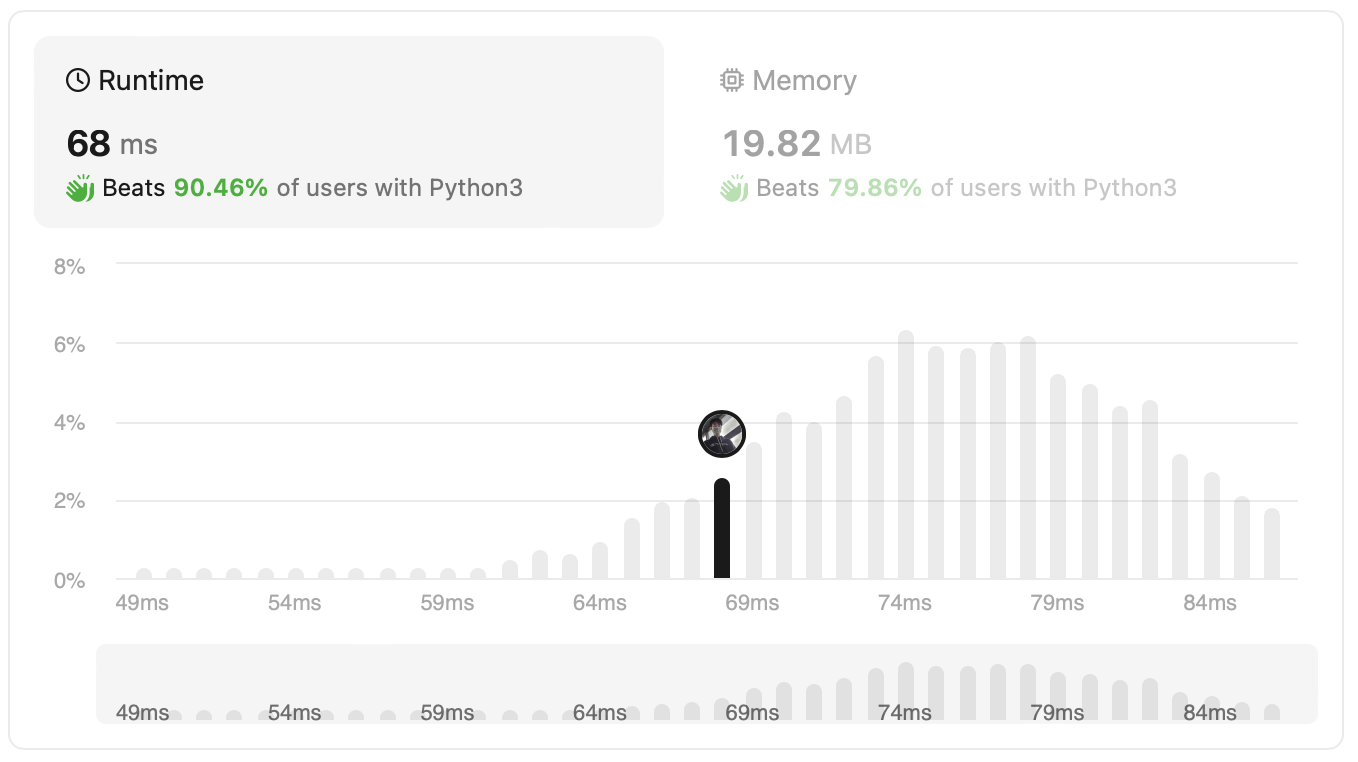 Runtime
68 ms
Beats 90.46% of users with Python3
Memory
19.82 MB
Beats 79.86% of users with Python3
8%
6%
4%
2%
0%
49ms 54ms 59ms 64ms 69ms 74ms 79ms 84ms
49ms 54ms 59ms 64ms 69ms 74ms 79ms 84ms